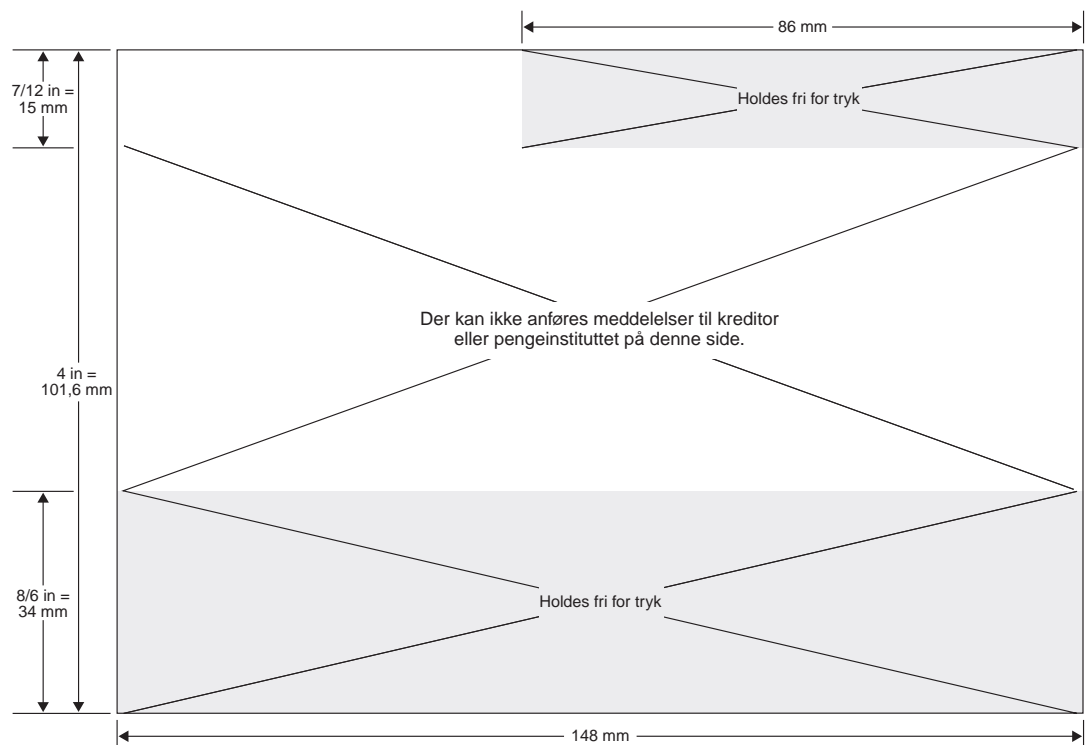 86 mm
7/12 in =
15 mm
Holdes fri for tryk
Der kan ikke anføres meddelelser til kreditor
eller pengeinstituttet på denne side.
4 in =
101,6 mm
8/6 in =
34 mm
Holdes fri for tryk
148 mm